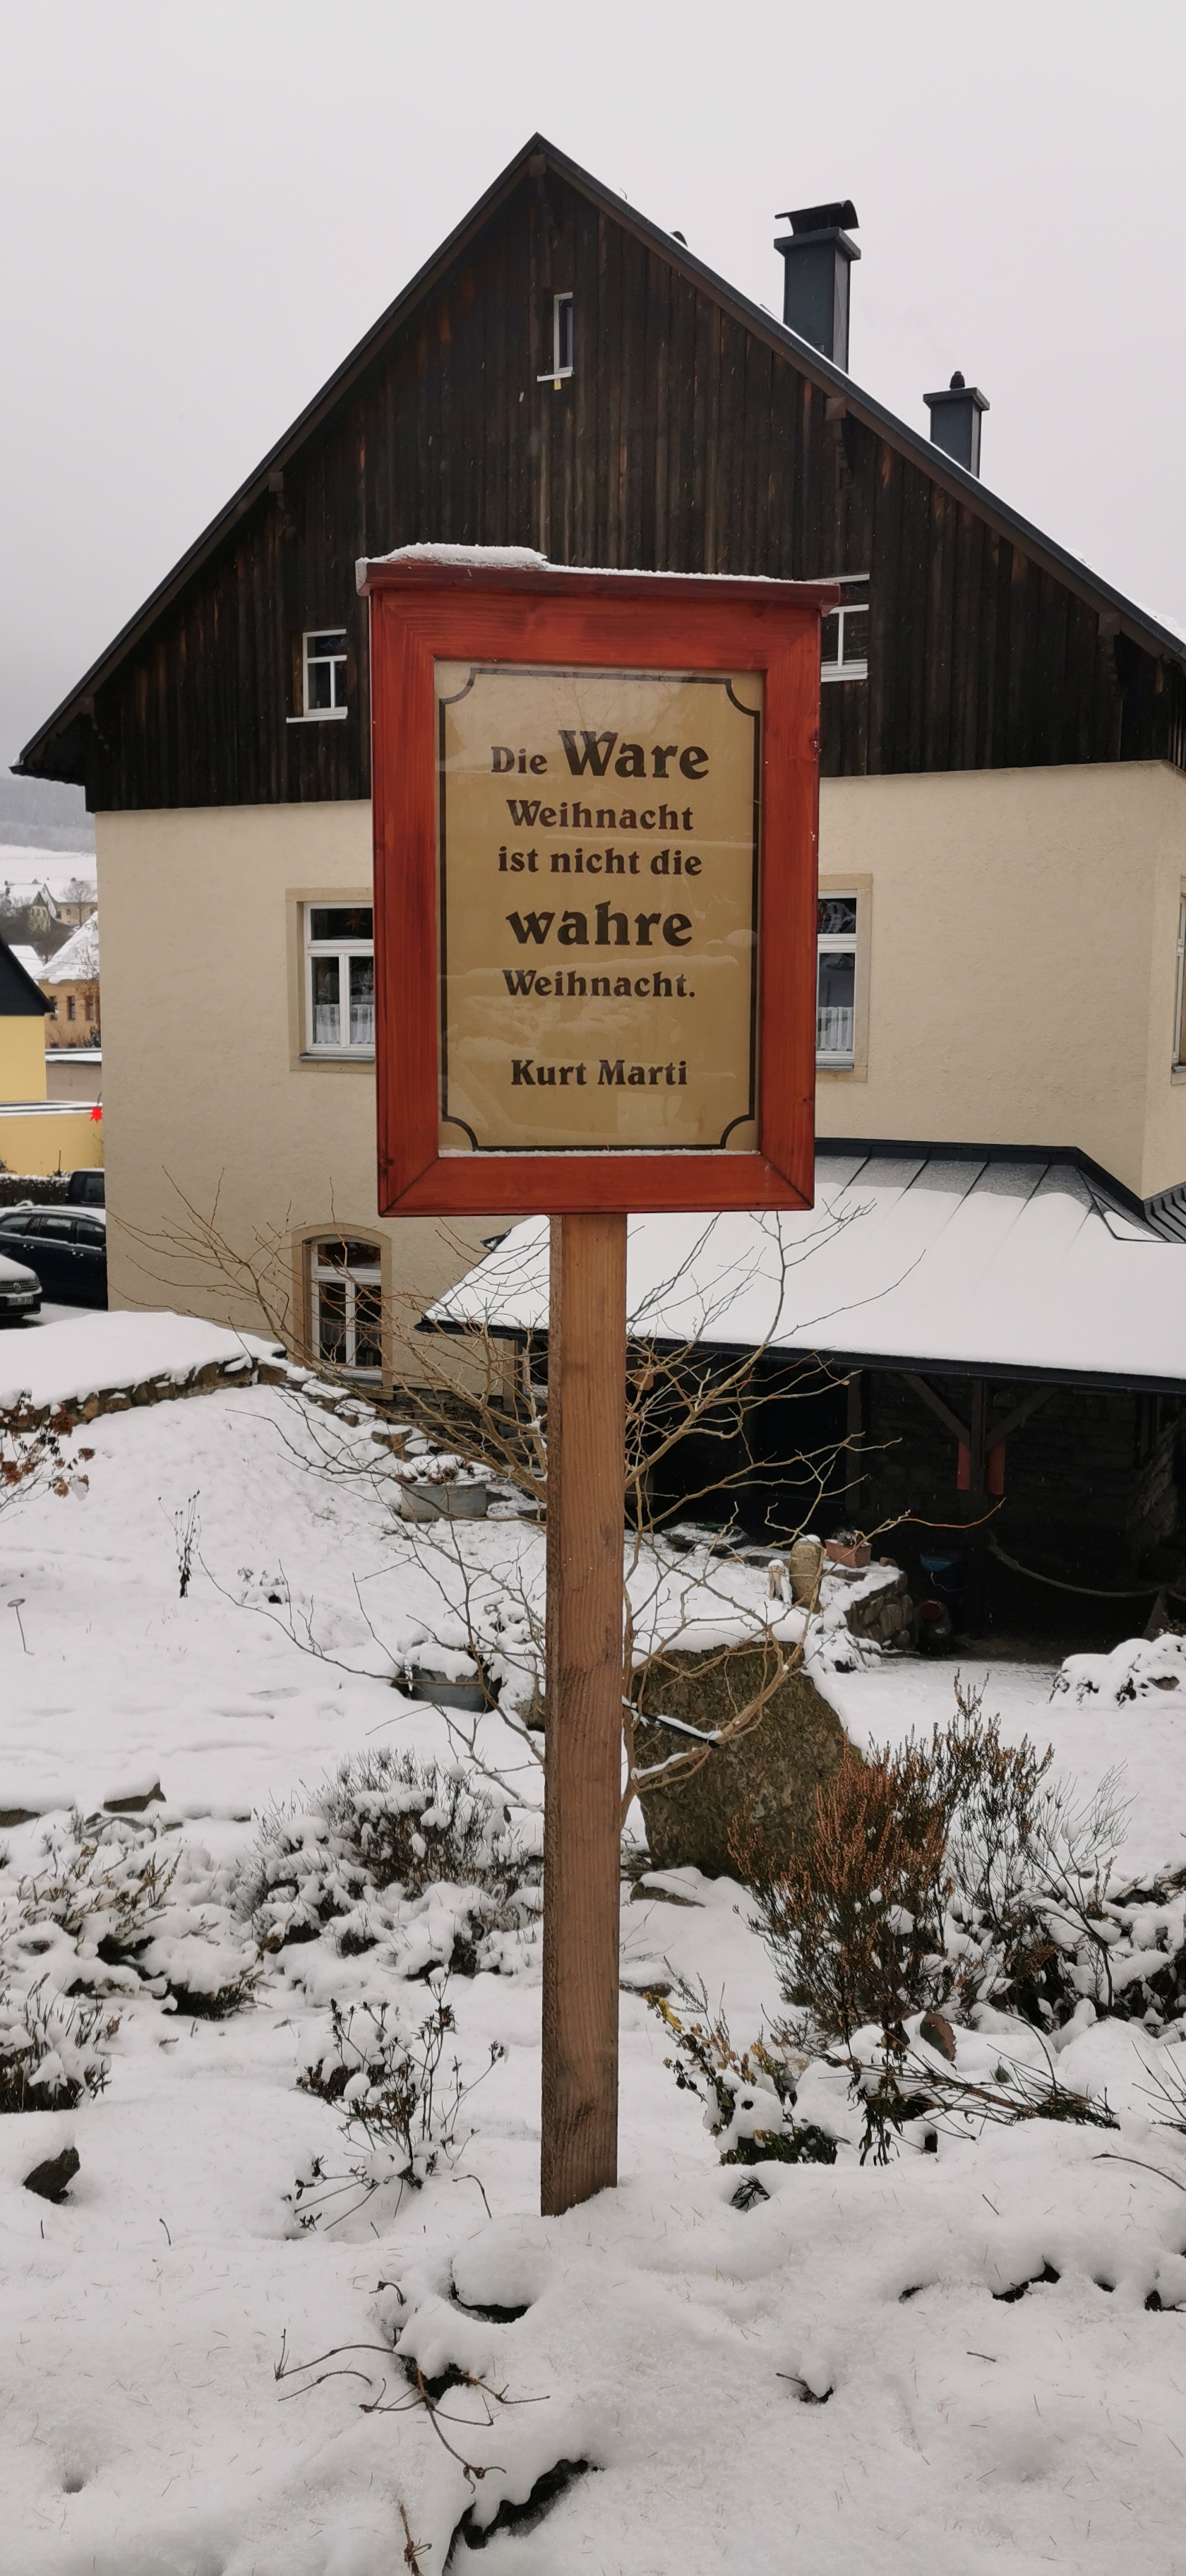 Die Ware
Weihnacht
ist nicht die
wahre
Weihnacht.
Kurt Marti